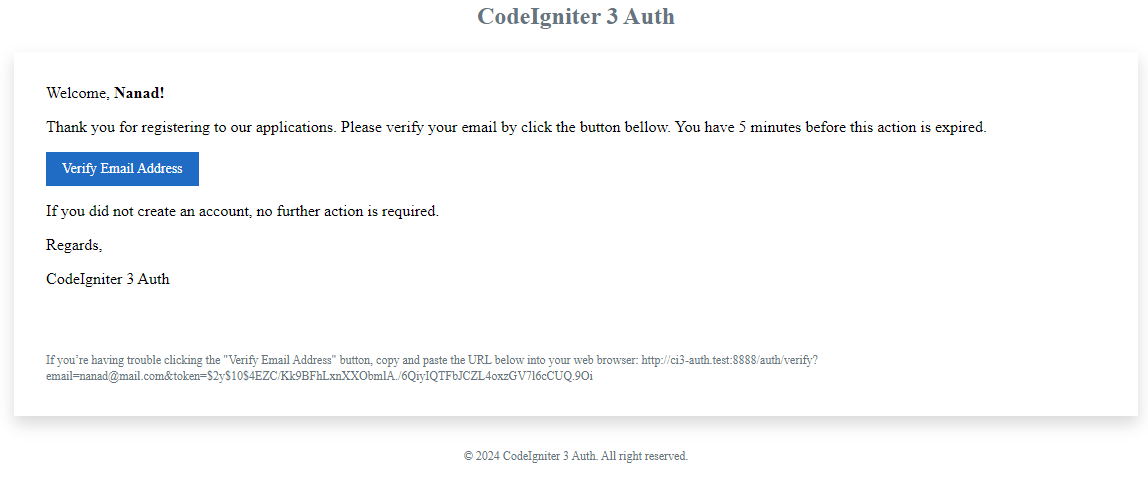 CodeIgniter 3 Auth
Welcome, Nanad!
Thank you for registering to our applications. Please verify your email by click the button bellow. You have 5 minutes before this action is expired.
Verify Email Address
If you did not create an account, no further action is required.
Regards,
CodeIgniter 3 Auth
If you’re having trouble clicking the "Verify Email Address" button, copy and paste the URL below into your web browser: http://ci3-auth.test:8888/auth/verify?
email=nanad@mail.com&token=$2y$10$4EZC/Kk9BFhLxnXXObmlA./6QiyIQTFbJCZL4oxzGV7l6cCUQ.9Oi
© 2024 CodeIgniter 3 Auth. All right reserved.